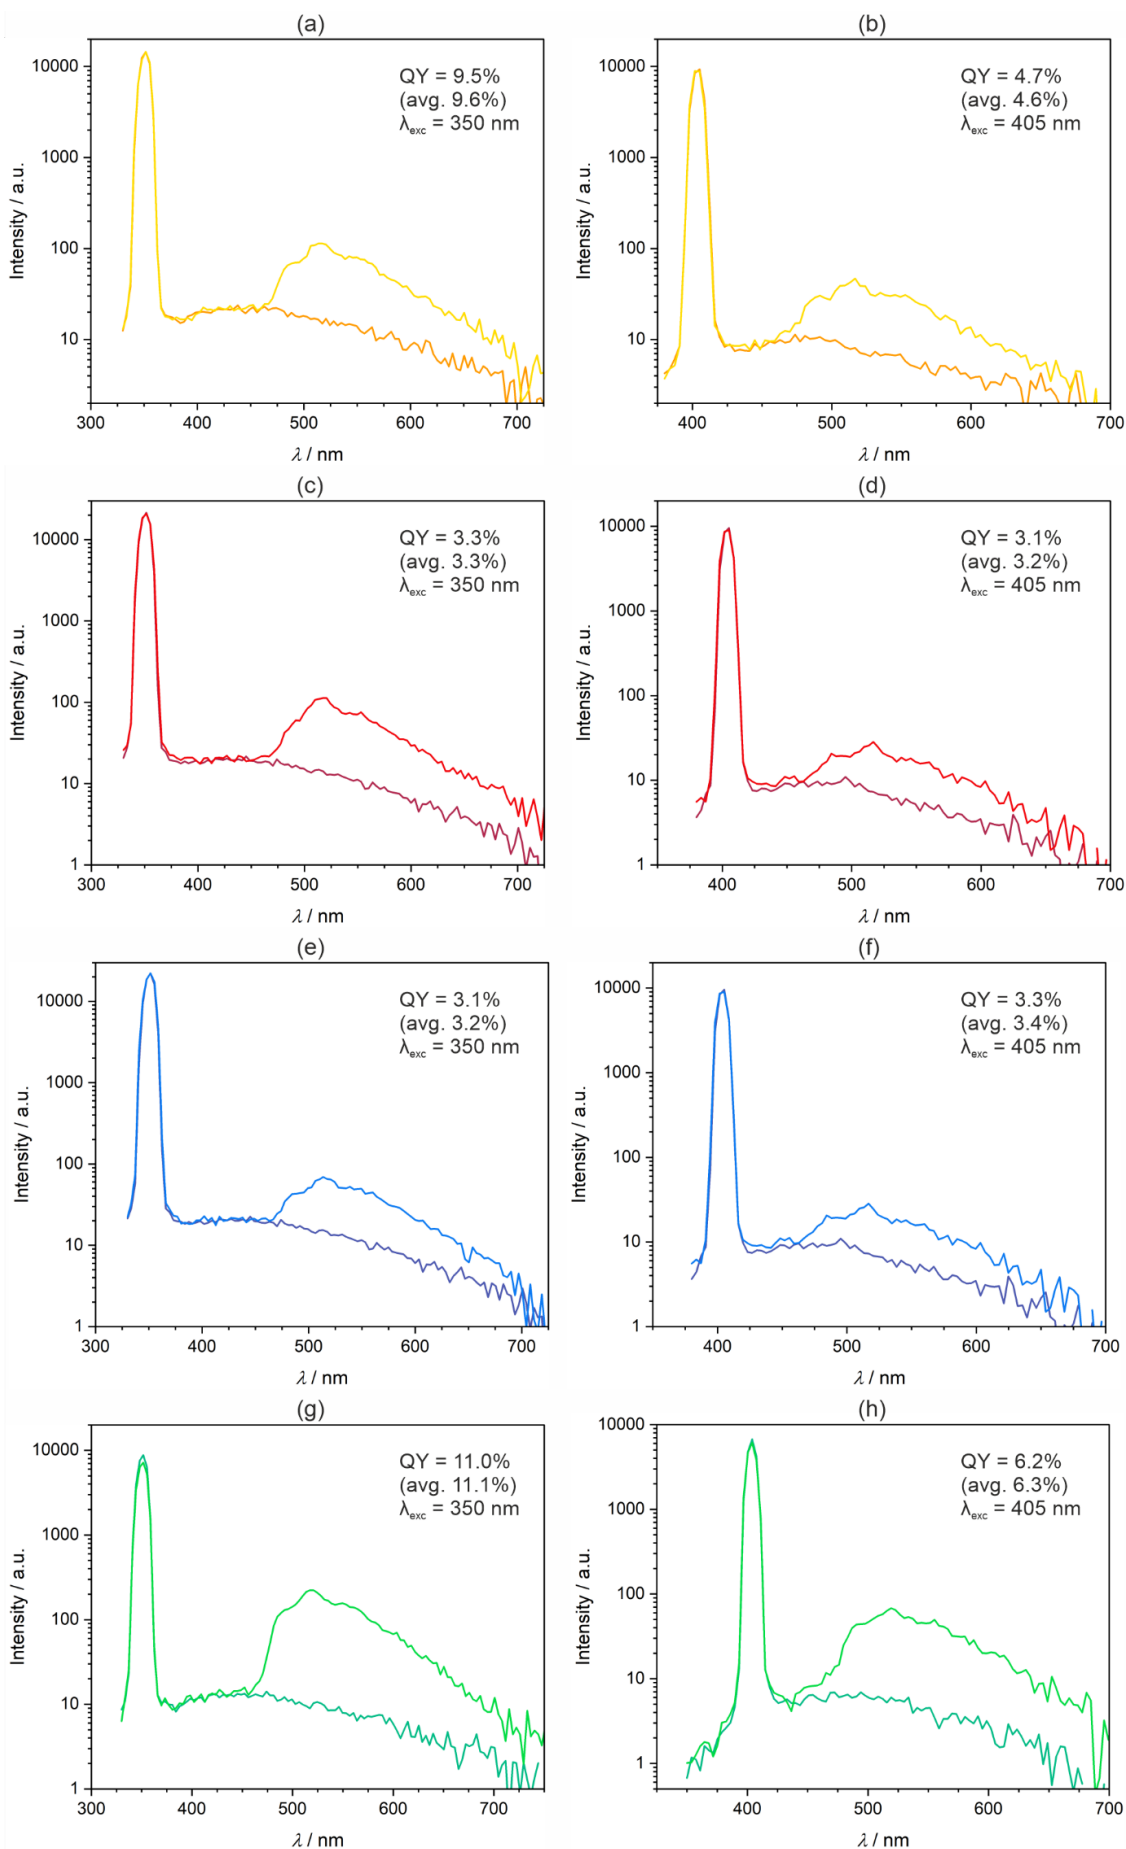 (a)
10000
1000
100
10
Intensity / a.u.
QY = 9.5%
(avg. 9.6%)
λexc = 350 nm
300 400 500 600 700
λ / nm
(b)
10000
1000
100
10
Intensity / a.u.
QY = 4.7%
(avg. 4.6%)
λexc = 405 nm
400 500 600 700
λ / nm
(c)
10000
1000
100
10
1
Intensity / a.u.
QY = 3.3%
(avg. 3.3%)
λexc = 350 nm
300 400 500 600 700
λ / nm
(d)
10000
1000
100
10
1
Intensity / a.u.
QY = 3.1%
(avg. 3.2%)
λexc = 405 nm
400 500 600 700
λ / nm
(e)
10000
1000
100
10
1
Intensity / a.u.
QY = 3.1%
(avg. 3.2%)
λexc = 350 nm
300 400 500 600 700
λ / nm
(f)
10000
1000
100
10
1
Intensity / a.u.
QY = 3.3%
(avg. 3.4%)
λexc = 405 nm
400 500 600 700
λ / nm
(g)
10000
1000
100
10
1
Intensity / a.u.
QY = 11.0%
(avg. 11.1%)
λexc = 350 nm
300 400 500 600 700
λ / nm
(h)
10000
1000
100
10
1
Intensity / a.u.
QY = 6.2%
(avg. 6.3%)
λexc = 405 nm
400 500 600 700
λ / nm